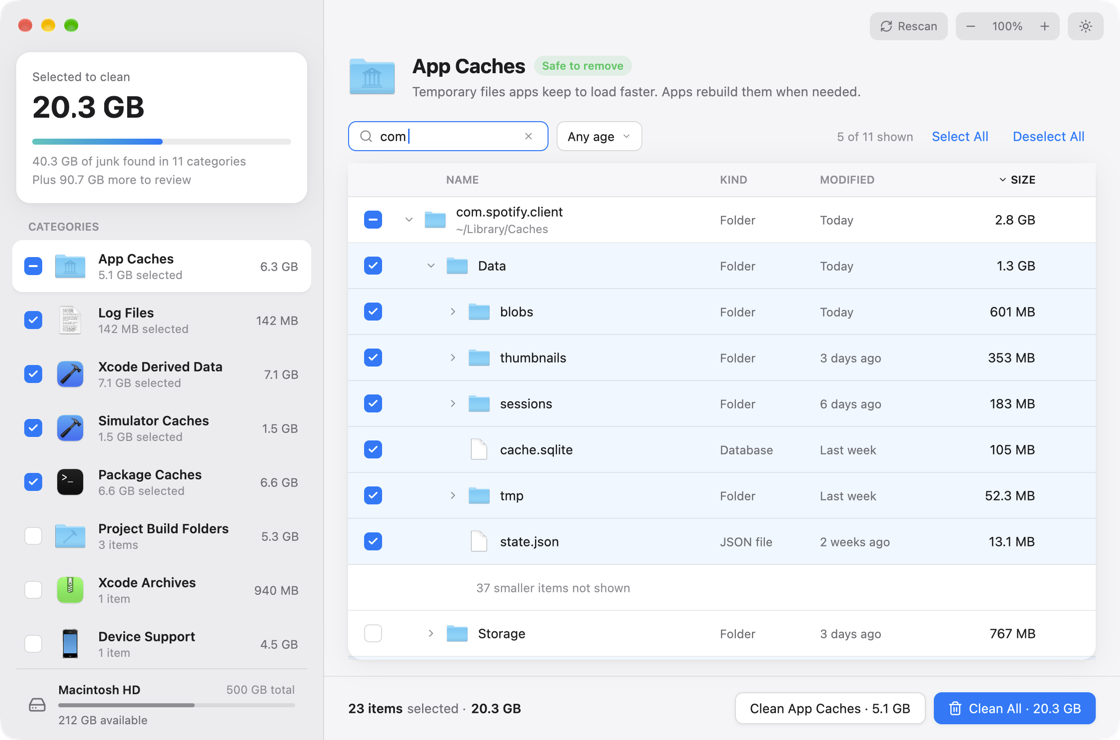 Rescan
100%
Selected to clean
20.3 GB
40.3 GB of junk found in 11 categories
Plus 90.7 GB more to review
CATEGORIES
App Caches
5.1 GB selected
6.3 GB
Log Files
142 MB selected
142 MB
Xcode Derived Data
7.1 GB selected
7.1 GB
Simulator Caches
1.5 GB selected
1.5 GB
Package Caches
6.6 GB selected
6.6 GB
Project Build Folders
3 items
5.3 GB
Xcode Archives
1 item
940 MB
Device Support
1 item
4.5 GB
Macintosh HD
500 GB total
212 GB available
App Caches
Safe to remove
Temporary files apps keep to load faster. Apps rebuild them when needed.
com
Any age
5 of 11 shown
Select All
Deselect All
NAME KIND MODIFIED SIZE
com.spotify.client
~/Library/Caches
Folder Today 2.8 GB
Data Folder Today 1.3 GB
blobs Folder Today 601 MB
thumbnails Folder 3 days ago 353 MB
sessions Folder 6 days ago 183 MB
cache.sqlite Database Last week 105 MB
tmp Folder Last week 52.3 MB
state.json JSON file 2 weeks ago 13.1 MB
37 smaller items not shown
Storage Folder 3 days ago 767 MB
23 items selected · 20.3 GB
Clean App Caches · 5.1 GB
Clean All · 20.3 GB